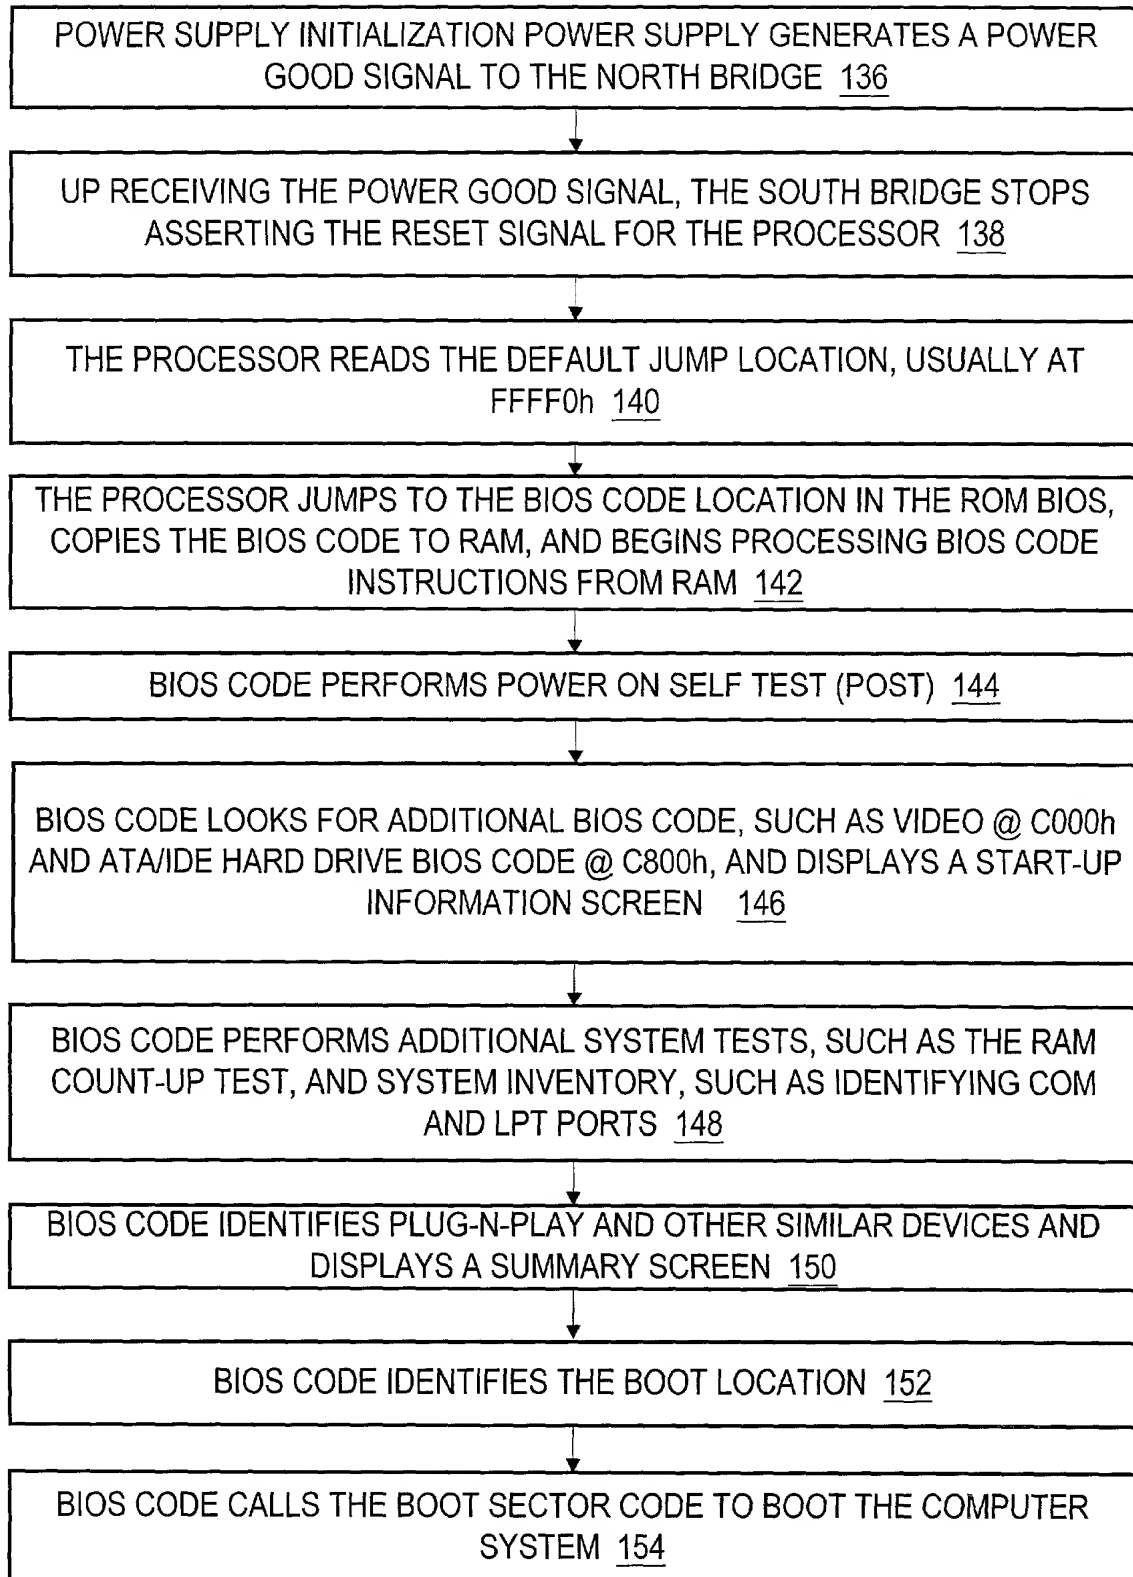 POWER SUPPLY INITIALIZATION POWER SUPPLY GENERATES A POWER
GOOD SIGNAL TO THE NORTH BRIDGE 136
UP RECEIVING THE POWER GOOD SIGNAL, THE SOUTH BRIDGE STOPS
ASSERTING THE RESET SIGNAL FOR THE PROCESSOR 138
THE PROCESSOR READS THE DEFAULT JUMP LOCATION, USUALLY AT
FFFF0h 140
THE PROCESSOR JUMPS TO THE BIOS CODE LOCATION IN THE ROM BIOS,
COPIES THE BIOS CODE TO RAM, AND BEGINS PROCESSING BIOS CODE
INSTRUCTIONS FROM RAM 142
BIOS CODE PERFORMS POWER ON SELF TEST (POST) 144
BIOS CODE LOOKS FOR ADDITIONAL BIOS CODE, SUCH AS VIDEO @ C000h
AND ATA/IDE HARD DRIVE BIOS CODE @ C800h, AND DISPLAYS A START-UP
INFORMATION SCREEN 146
BIOS CODE PERFORMS ADDITIONAL SYSTEM TESTS, SUCH AS THE RAM
COUNT-UP TEST, AND SYSTEM INVENTORY, SUCH AS IDENTIFYING COM
AND LPT PORTS 148
BIOS CODE IDENTIFIES PLUG-N-PLAY AND OTHER SIMILAR DEVICES AND
DISPLAYS A SUMMARY SCREEN 150
BIOS CODE IDENTIFIES THE BOOT LOCATION 152
BIOS CODE CALLS THE BOOT SECTOR CODE TO BOOT THE COMPUTER
SYSTEM 154